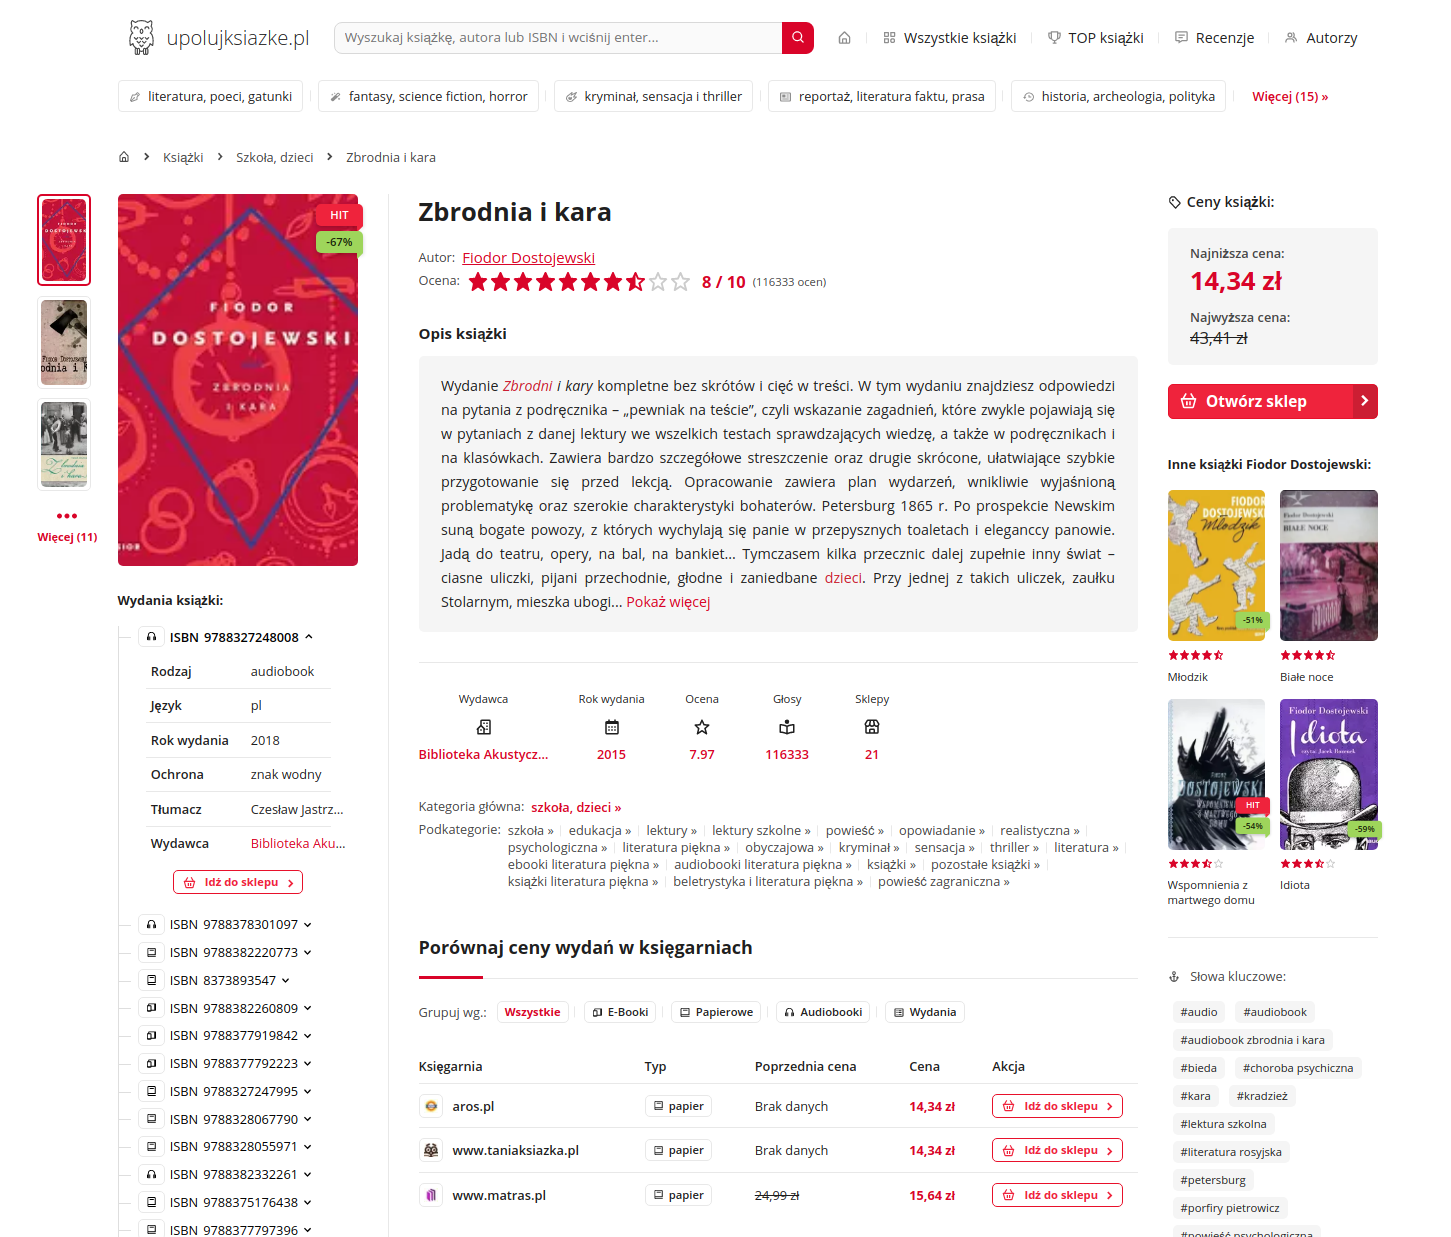 upolujksiazke.pl
Wyszukaj książkę, autora lub ISBN i wciśnij enter...
Wszystkie książki
TOP książki
Recenzje
Autorzy
literatura, poeci, gatunki
fantasy, science fiction, horror
kryminał, sensacja i thriller
reportaż, literatura faktu, prasa
historia, archeologia, polityka
Więcej (15) »
Książki
Szkoła, dzieci
Zbrodnia i kara
HIT
-67%
FIODOR
DOSTOJEWSKI
ZBRODNIA
I KARA
Więcej (11)
Wydania książki:
ISBN 9788327248008
Rodzaj audiobook
Język pl
Rok wydania 2018
Ochrona znak wodny
Tłumacz Czesław Jastrz...
Wydawca Biblioteka Aku...
Idź do sklepu
ISBN 9788378301097
ISBN 9788382220773
ISBN 8373893547
ISBN 9788382260809
ISBN 9788377919842
ISBN 9788377792223
ISBN 9788327247995
ISBN 9788328067790
ISBN 9788328055971
ISBN 9788382332261
ISBN 9788375176438
ISBN 9788377797396
Zbrodnia i kara
Autor: Fiodor Dostojewski
Ocena: 8 / 10 (116333 ocen)
Opis książki
Wydanie Zbrodni i kary kompletne bez skrótów i cięć w treści. W tym wydaniu znajdziesz odpowiedzi
na pytania z podręcznika – „pewniak na teście”, czyli wskazanie zagadnień, które zwykle pojawiają się
w pytaniach z danej lektury we wszelkich testach sprawdzających wiedzę, a także w podręcznikach i
na klasówkach. Zawiera bardzo szczegółowe streszczenie oraz drugie skrócone, ułatwiające szybkie
przygotowanie się przed lekcją. Opracowanie zawiera plan wydarzeń, wnikliwie wyjaśnioną
problematykę oraz szerokie charakterystyki bohaterów. Petersburg 1865 r. Po prospekcie Newskim
suną bogate powozy, z których wychylają się panie w przepysznych toaletach i eleganccy panowie.
Jadą do teatru, opery, na bal, na bankiet... Tymczasem kilka przecznic dalej zupełnie inny świat –
ciasne uliczki, pijani przechodnie, głodne i zaniedbane dzieci. Przy jednej z takich uliczek, zaułku
Stolarnym, mieszka ubogi... Pokaż więcej
Wydawca
Biblioteka Akustycz...
Rok wydania
2015
Ocena
7.97
Głosy
116333
Sklepy
21
Kategoria główna: szkoła, dzieci »
Podkategorie: szkoła » edukacja » lektury » lektury szkolne » powieść » opowiadanie » realistyczna »
psychologiczna » literatura piękna » obyczajowa » kryminał » sensacja » thriller » literatura »
ebooki literatura piękna » audiobooki literatura piękna » książki » pozostałe książki »
książki literatura piękna » beletrystyka i literatura piękna » powieść zagraniczna »
Porównaj ceny wydań w księgarniach
Grupuj wg.: Wszystkie E-Booki Papierowe Audiobooki Wydania
Księgarnia Typ Poprzednia cena Cena Akcja
aros.pl papier Brak danych 14,34 zł Idź do sklepu
www.taniaksiazka.pl papier Brak danych 14,34 zł Idź do sklepu
www.matras.pl papier 24,99 zł 15,64 zł Idź do sklepu
Ceny książki:
Najniższa cena:
14,34 zł
Najwyższa cena:
43,41 zł
Otwórz sklep
Inne książki Fiodor Dostojewski:
FIODOR
DOSTOJEWSKI
Młodzik
-51%
Młodzik
Fiodor Dostojewski
BIAŁE NOCE
Białe noce
DOSTOJEWSKI
HIT
-54%
Wspomnienia z
martwego domu
Fiodor Dostojewski
Idiota
czyta: Jacek Rozenek
-59%
Idiota
Słowa kluczowe:
#audio #audiobook
#audiobook zbrodnia i kara
#bieda #choroba psychiczna
#kara #kradzież
#lektura szkolna
#literatura rosyjska
#petersburg
#porfiry pietrowicz
#powieść psychologiczna